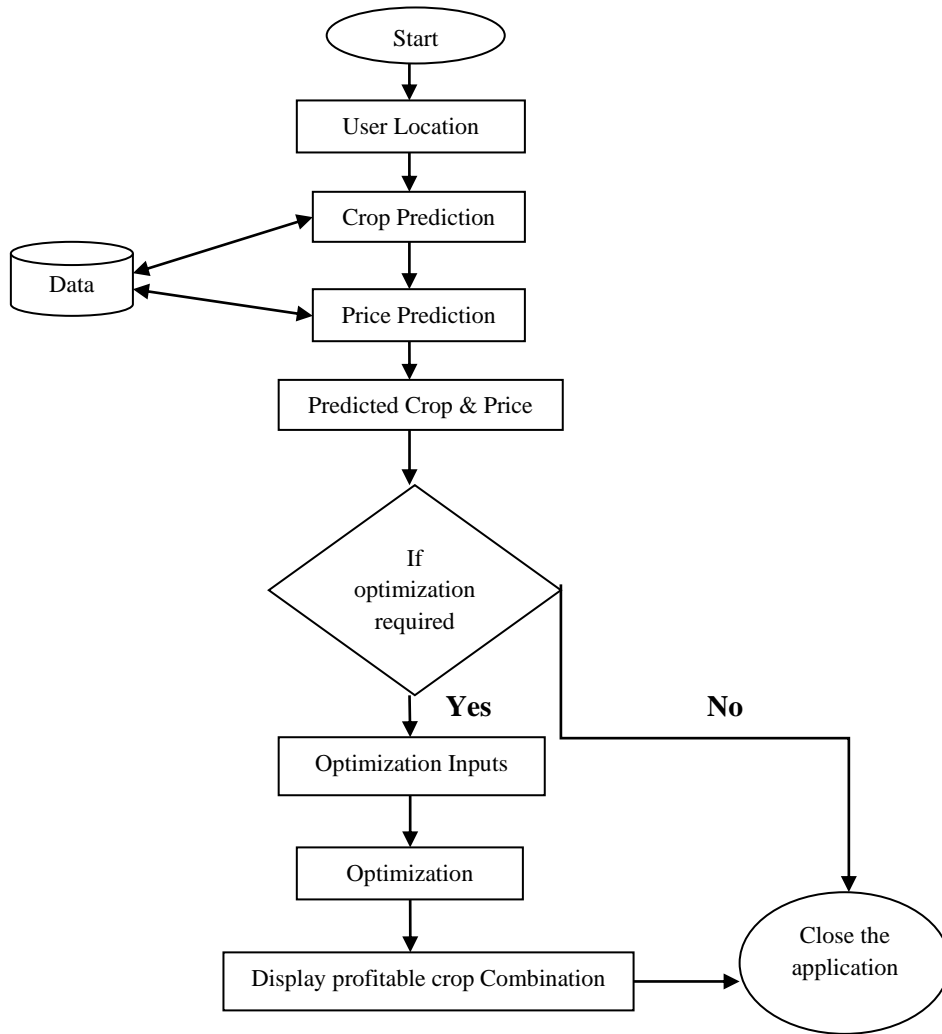 Start
User Location
Crop Prediction
Data
Price Prediction
Predicted Crop & Price
If
optimization
required
Yes
No
Optimization Inputs
Optimization
Close the
application
Display profitable crop Combination